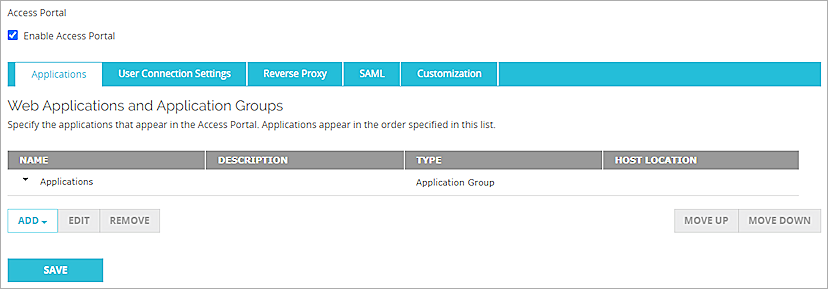 Access Portal
Enable Access Portal
Applications User Connection Settings Reverse Proxy SAML Customization
Web Applications and Application Groups
Specify the applications that appear in the Access Portal. Applications appear in the order specified in this list.
NAME DESCRIPTION TYPE HOST LOCATION
Applications Application Group
ADD EDIT REMOVE MOVE UP MOVE DOWN
SAVE